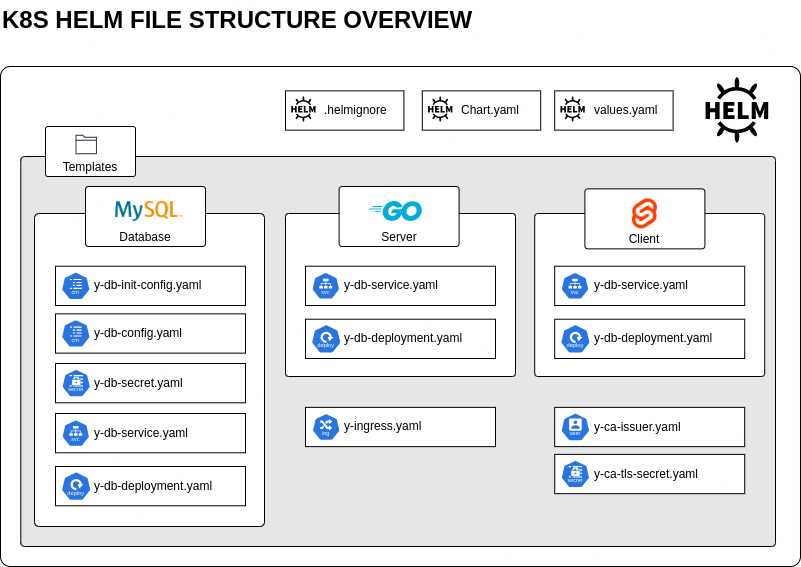 K8S HELM FILE STRUCTURE OVERVIEW
HELM .helmignore
HELM Chart.yaml
HELM values.yaml
HELM
Templates
MySQL
Database
cm y-db-init-config.yaml
cm y-db-config.yaml
secret y-db-secret.yaml
svc y-db-service.yaml
deploy y-db-deployment.yaml
GO
Server
svc y-db-service.yaml
deploy y-db-deployment.yaml
ing y-ingress.yaml
Client
svc y-db-service.yaml
deploy y-db-deployment.yaml
user y-ca-issuer.yaml
secret y-ca-tls-secret.yaml